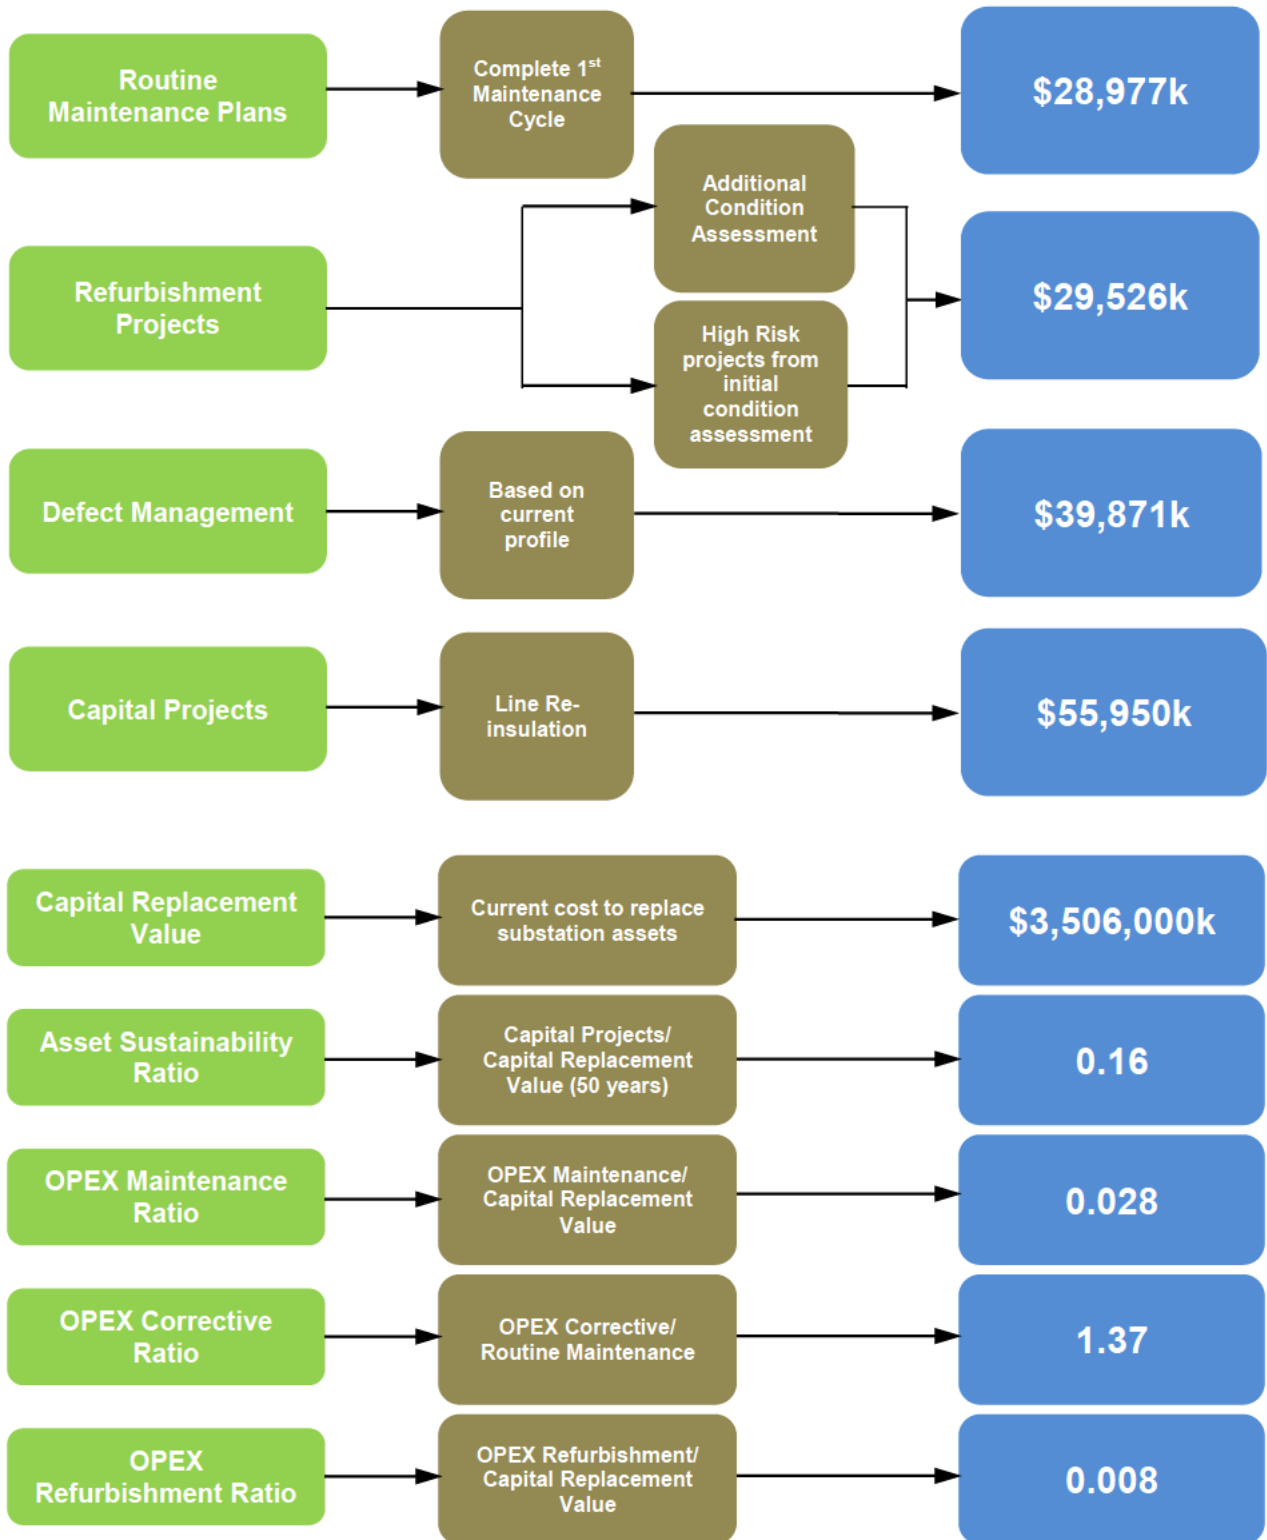 Routine
Maintenance Plans
Complete 1st
Maintenance
Cycle
$28,977k
Refurbishment
Projects
Additional
Condition
Assessment
High Risk
projects from
initial
condition
assessment
$29,526k
Defect Management
Based on
current
profile
$39,871k
Capital Projects
Line Re-
insulation
$55,950k
Capital Replacement
Value
Current cost to replace
substation assets
$3,506,000k
Asset Sustainability
Ratio
Capital Projects/
Capital Replacement
Value (50 years)
0.16
OPEX Maintenance
Ratio
OPEX Maintenance/
Capital Replacement
Value
0.028
OPEX Corrective
Ratio
OPEX Corrective/
Routine Maintenance
1.37
OPEX
Refurbishment Ratio
OPEX Refurbishment/
Capital Replacement
Value
0.008